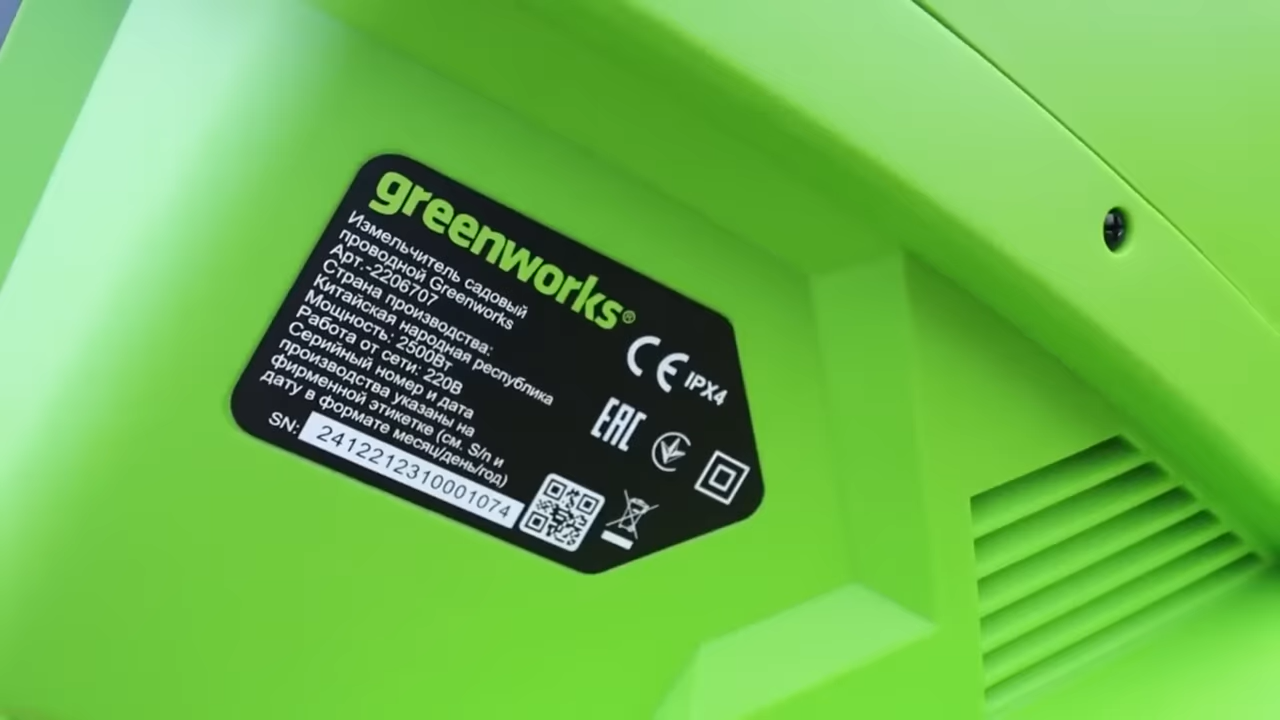 greenworks®
Измельчитель садовый
проводной Greenworks
Арт.-2206707
Страна производства:
Китайская народная республика
Мощность: 2500Вт
Работа от сети: 220В
Серийный номер и дата
производства указаны на
фирменной этикетке (см. S/n и
дату в формате месяц/день/год)
SN: 2412212310001074
CE IPX4
EAC